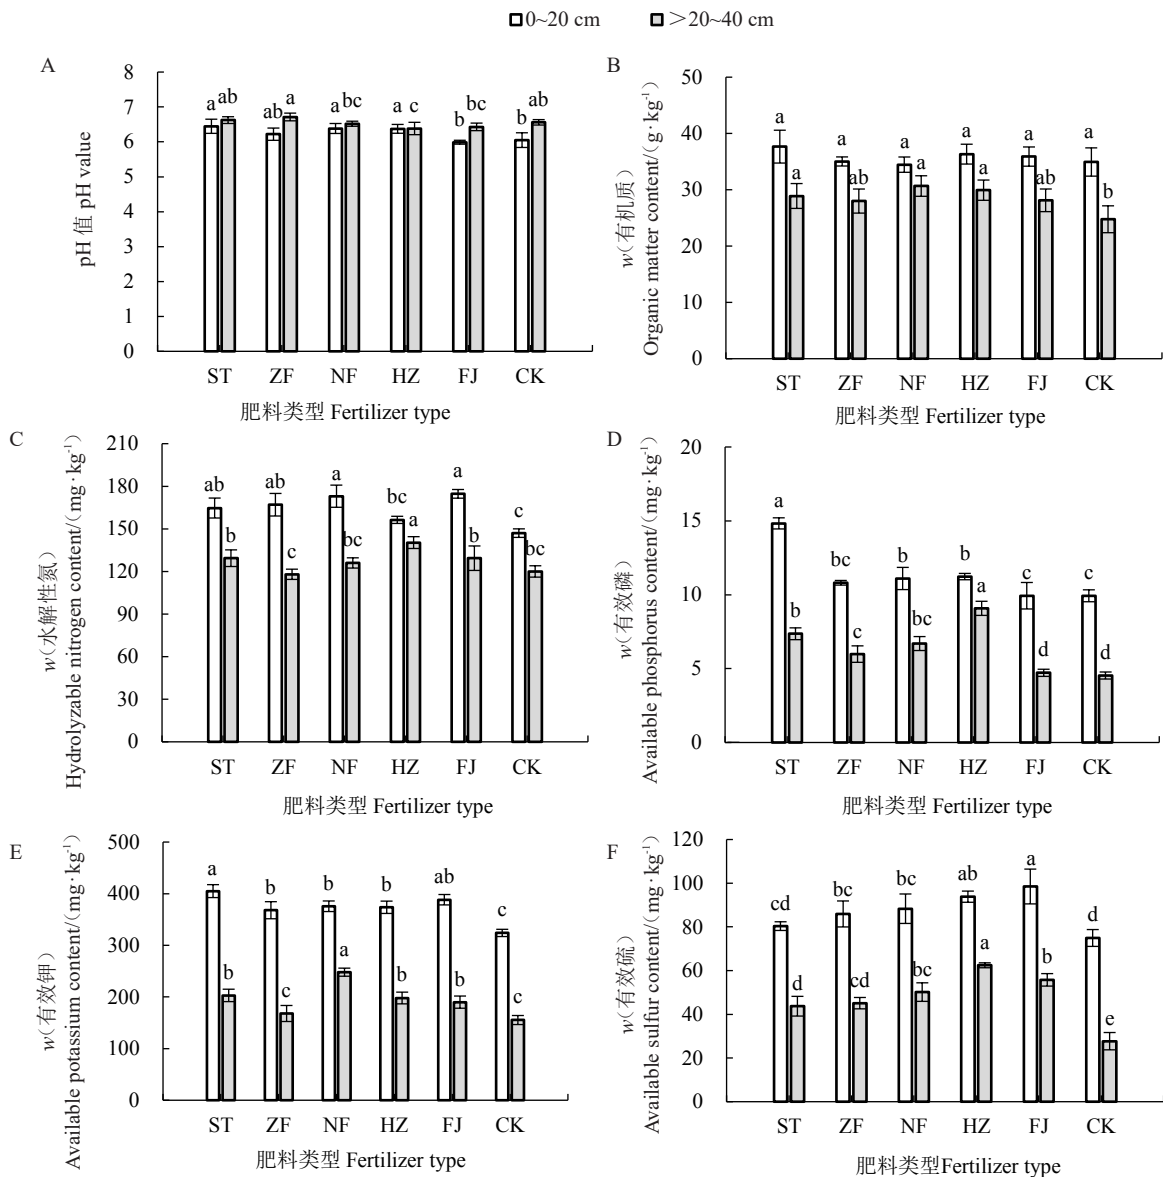 0~20 cm
＞20~40 cm
A
8
7
6
5
4
3
2
1
0
pH 值 pH value
a ab ab a a bc a c b bc b ab
ST ZF NF HZ FJ CK
肥料类型 Fertilizer type
B
50
40
30
20
10
0
w（有机质）
Organic matter content/（g·kg⁻¹）
a a a ab a a a a a ab a b
ST ZF NF HZ FJ CK
肥料类型 Fertilizer type
C
210
180
150
120
90
60
30
0
w（水解性氮）
Hydrolyzable nitrogen content/（mg·kg⁻¹）
ab b ab c a bc bc a a b c bc
ST ZF NF HZ FJ CK
肥料类型 Fertilizer type
D
20
15
10
5
0
w（有效磷）
Available phosphorus content/（mg·kg⁻¹）
a b bc c b bc b a c d c d
ST ZF NF HZ FJ CK
肥料类型 Fertilizer type
E
500
400
300
200
100
0
w（有效钾）
Available potassium content/（mg·kg⁻¹）
a b b c b a b b ab b c c
ST ZF NF HZ FJ CK
肥料类型 Fertilizer type
F
120
100
80
60
40
20
0
w（有效硫）
Available sulfur content/（mg·kg⁻¹）
cd d bc cd bc bc ab a a b d e
ST ZF NF HZ FJ CK
肥料类型Fertilizer type